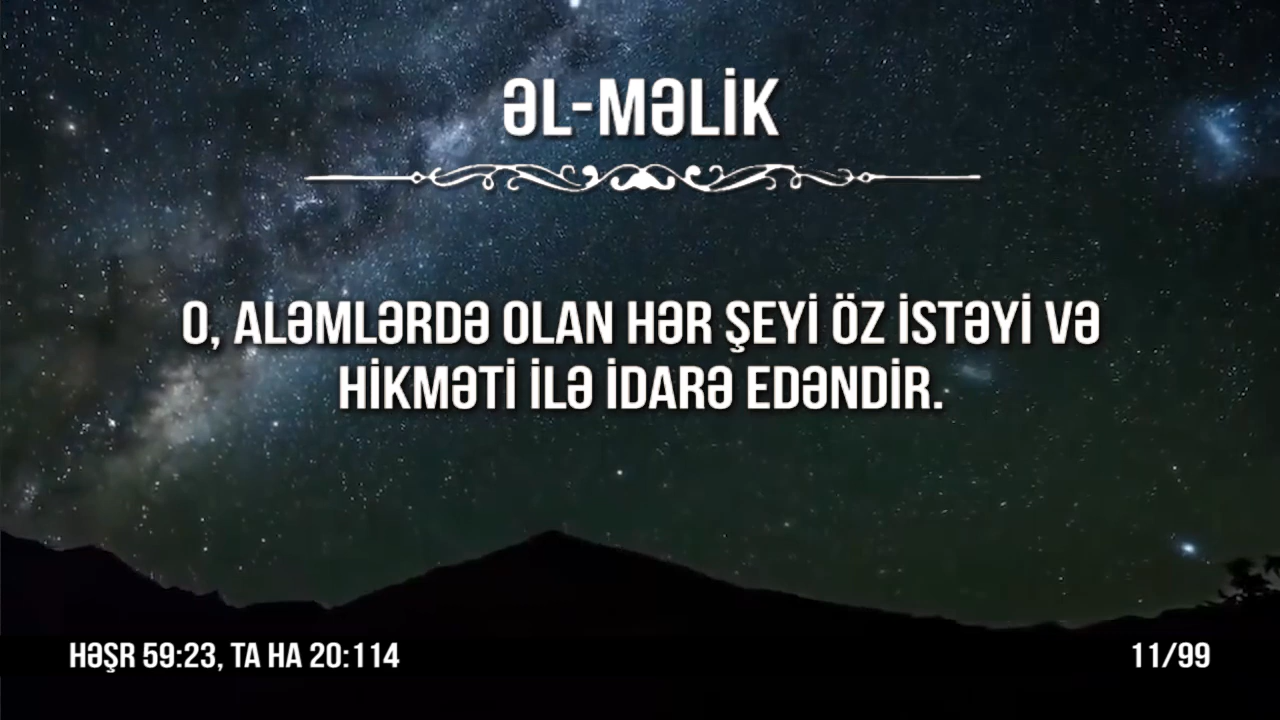 ƏL-MƏLİK
O, ALƏMLƏRDƏ OLAN HƏR ŞEYİ ÖZ İSTƏYİ VƏ
HİKMƏTİ İLƏ İDARƏ EDƏNDİR.
HƏŞR 59:23, TA HA 20:114
11/99